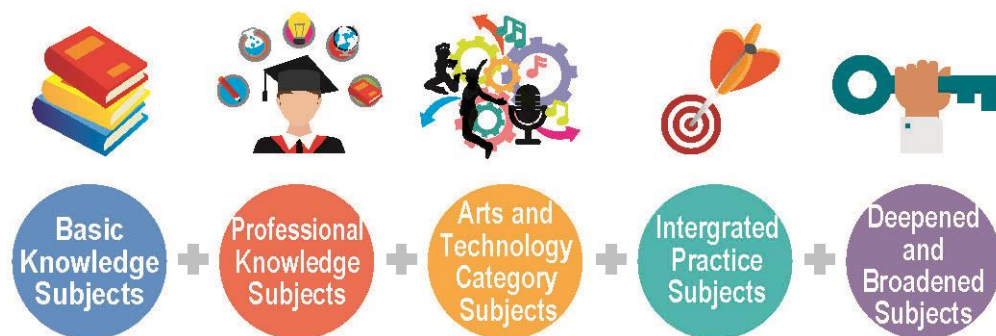 Basic
Knowledge
Subjects
Professional
Knowledge
Subjects
Arts and
Technology
Category
Subjects
Intergrated
Practice
Subjects
Deepened
and
Broadened
Subjects